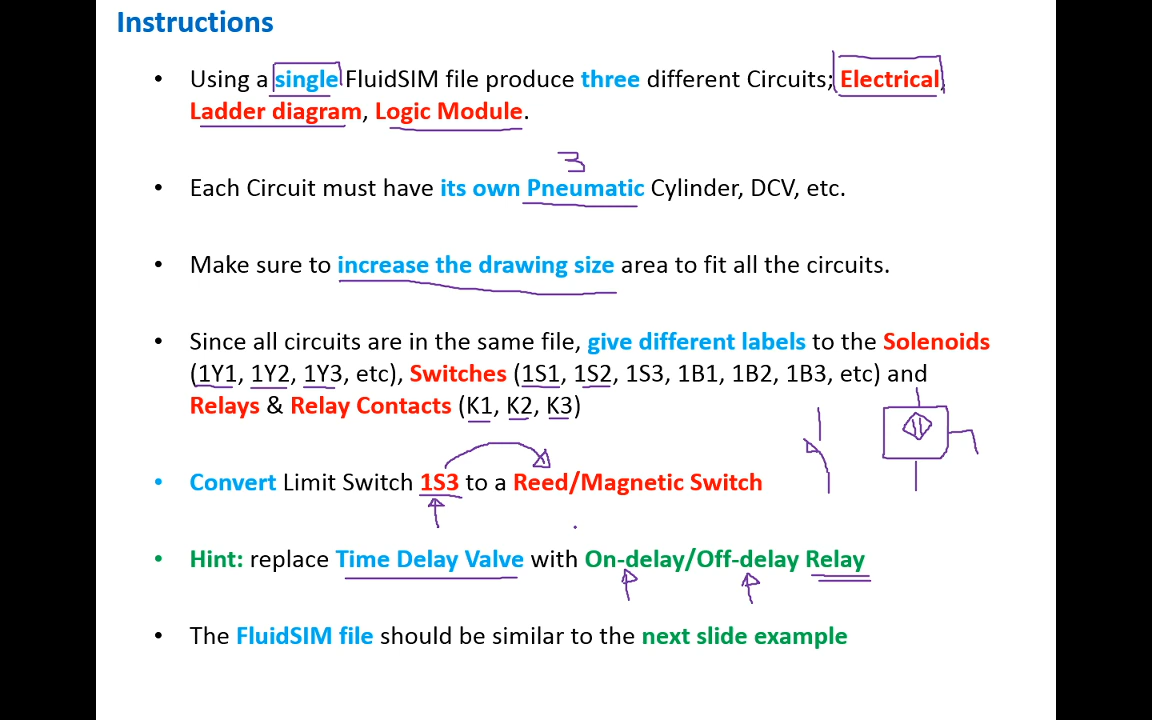 Instructions
• Using a single FluidSIM file produce three different Circuits; Electrical,
Ladder diagram, Logic Module.
3
• Each Circuit must have its own Pneumatic Cylinder, DCV, etc.
• Make sure to increase the drawing size area to fit all the circuits.
• Since all circuits are in the same file, give different labels to the Solenoids
(1Y1, 1Y2, 1Y3, etc), Switches (1S1, 1S2, 1S3, 1B1, 1B2, 1B3, etc) and
Relays & Relay Contacts (K1, K2, K3)
• Convert Limit Switch 1S3 to a Reed/Magnetic Switch
• Hint: replace Time Delay Valve with On-delay/Off-delay Relay
• The FluidSIM file should be similar to the next slide example